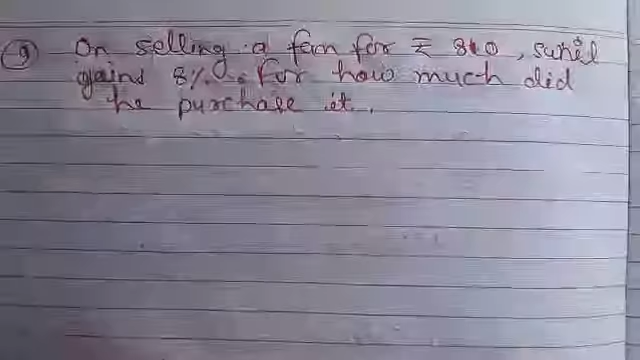 9 On selling a fan for ₹ 810, sunil
gains 8%. For how much did
he purchase it.